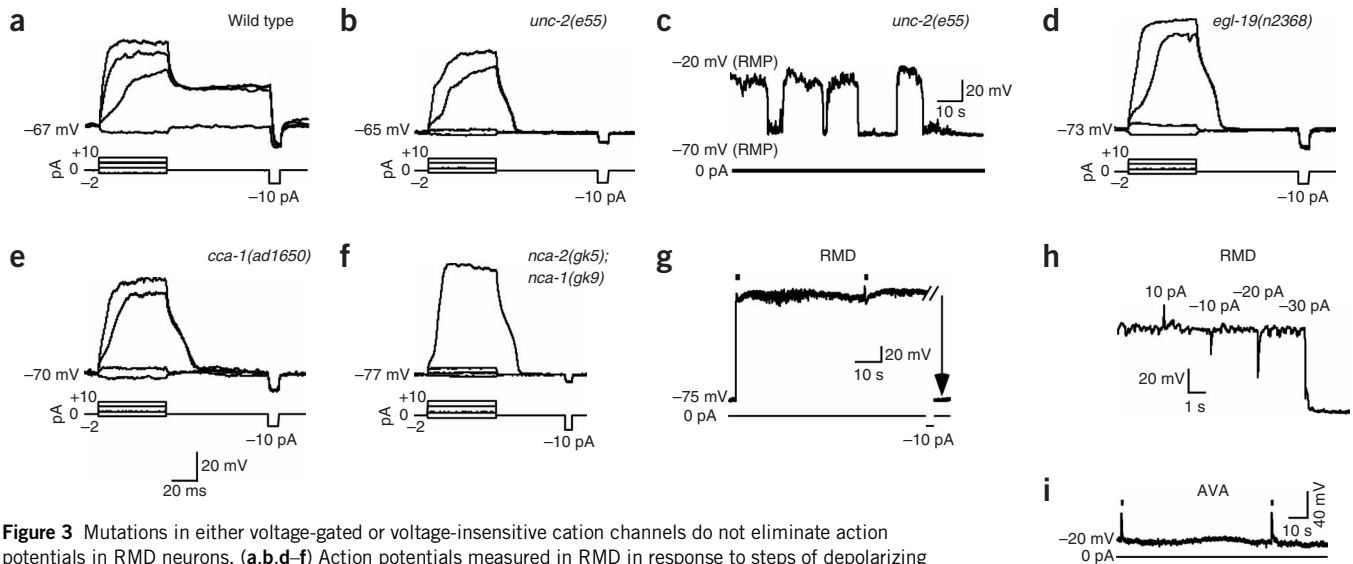 a
Wild type
−67 mV
+10
pA 0
−2
−10 pA
b
unc-2(e55)
−65 mV
+10
pA 0
−2
−10 pA
c
unc-2(e55)
−20 mV (RMP)
20 mV
10 s
−70 mV (RMP)
0 pA
d
egl-19(n2368)
−73 mV
+10
pA 0
−2
−10 pA
e
cca-1(ad1650)
−70 mV
+10
pA 0
−2
−10 pA
20 mV
20 ms
f
nca-2(gk5);
nca-1(gk9)
−77 mV
+10
pA 0
−2
−10 pA
g
RMD
20 mV
10 s
−75 mV
0 pA
−10 pA
h
RMD
10 pA
−10 pA
−20 pA
−30 pA
20 mV
1 s
i
AVA
40 mV
10 s
−20 mV
0 pA
Figure 3 Mutations in either voltage-gated or voltage-insensitive cation channels do not eliminate action
potentials in RMD neurons. (a,b,d–f) Action potentials measured in RMD in response to steps of depolarizing